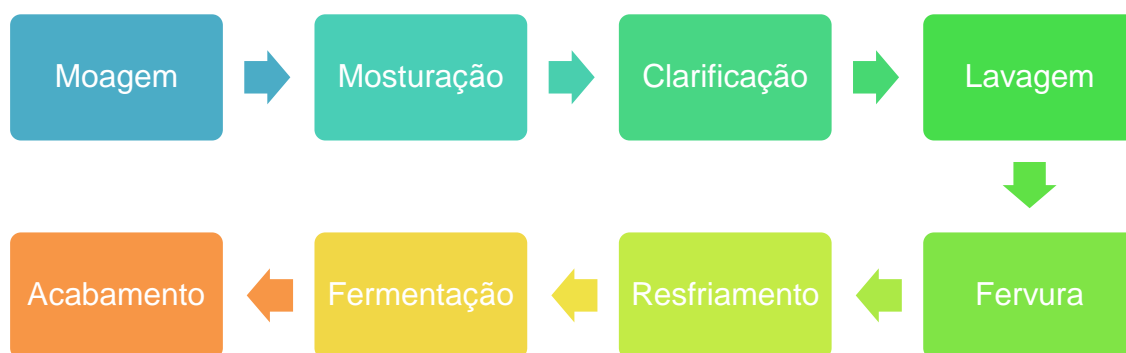 Moagem
Mosturação
Clarificação
Lavagem
Fervura
Resfriamento
Fermentação
Acabamento